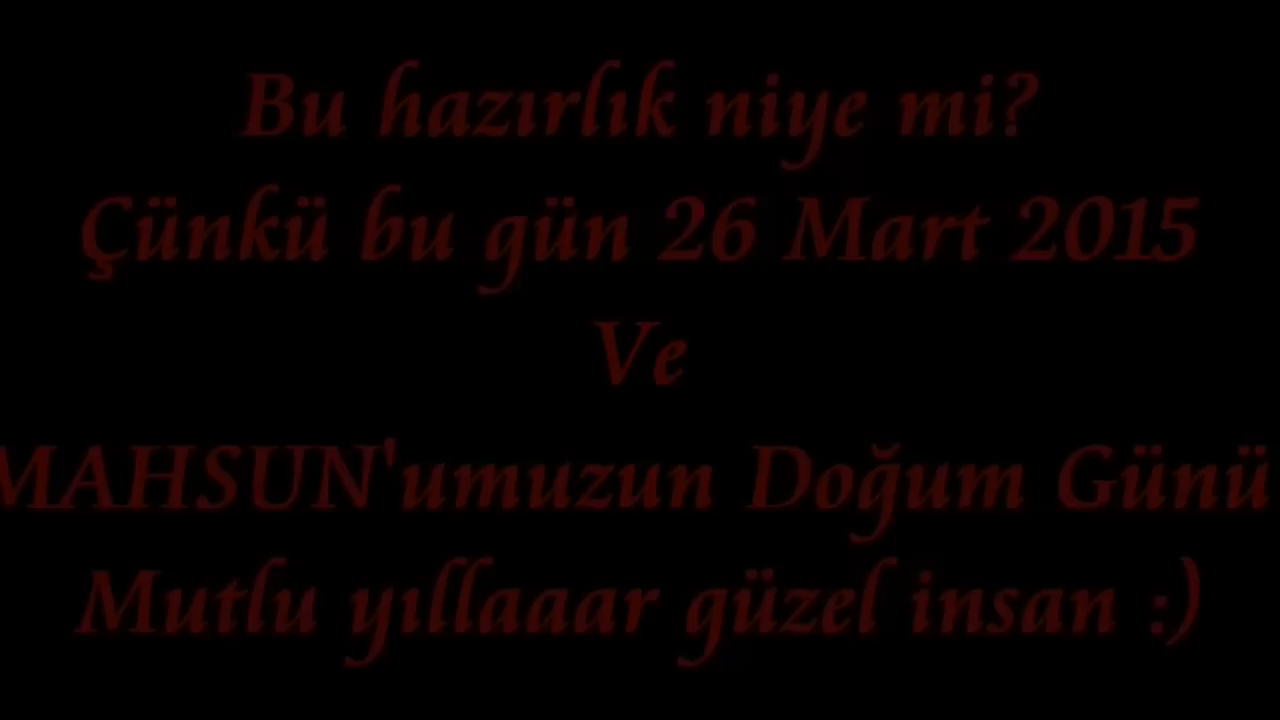 Bu hazırlık niye mi?
Çünkü bu gün 26 Mart 2015
Ve
MAHSUN'umuzun Doğum Günü
Mutlu yıllaaar güzel insan :)